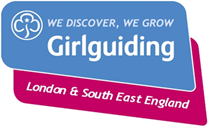 WE DISCOVER, WE GROW
Girlguiding
London & South East England